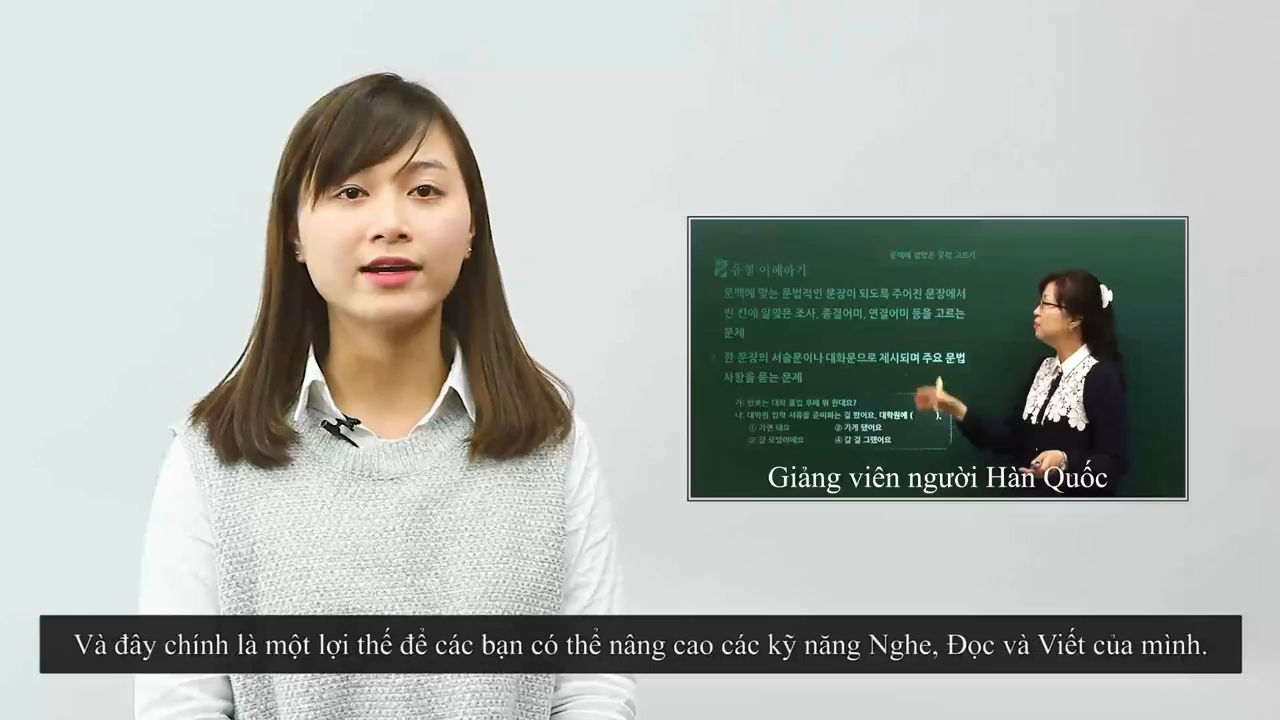 문맥에 알맞은 문법 고르기
유형 이해하기
문맥에 맞는 문법적인 문장이 되도록 주어진 문장에서
빈 칸에 알맞은 조사, 종결어미, 연결어미 등을 고르는
문제
한 문장의 서술문이나 대화문으로 제시되며 주요 문법
사항을 묻는 문제
가: 민호는 대학 졸업 후에 뭐 한대요?
나: 대학원 입학 서류를 준비하는 걸 봤어요, 대학원에 ( ).
① 가면 돼요 ② 가게 됐어요
③ 갈 모양이에요 ④ 갈 걸 그랬어요
Giảng viên người Hàn Quốc
Và đây chính là một lợi thế để các bạn có thể nâng cao các kỹ năng Nghe, Đọc và Viết của mình.